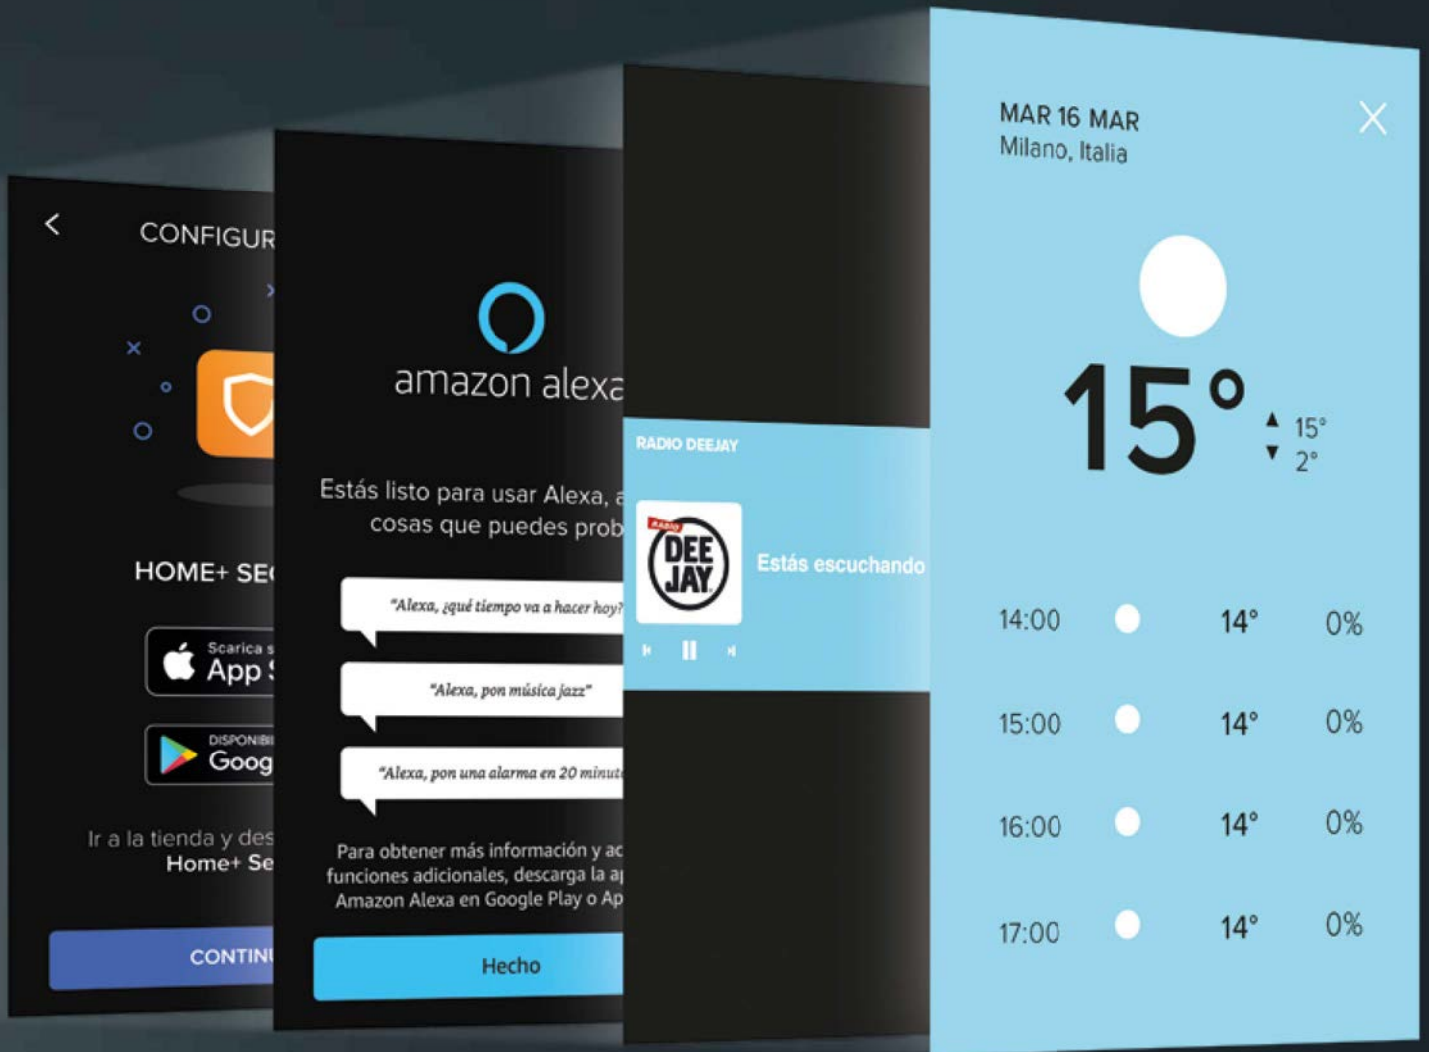 CONFIGUR
HOME+ SE
Scarica s
App S
DISPONIBI
Goog
Ir a la tienda y des
Home+ Se
CONTINU
amazon alexa
Estás listo para usar Alexa, a
cosas que puedes prob
"Alexa, ¿qué tiempo va a hacer hoy?
"Alexa, pon música jazz"
"Alexa, pon una alarma en 20 minuto
Para obtener más información y ac
funciones adicionales, descarga la ap
Amazon Alexa en Google Play o Ap
Hecho
RADIO DEEJAY
RADIO
DEE
JAY
Estás escuchando
MAR 16 MAR
Milano, Italia
15°
15°
2°
14:00 14° 0%
15:00 14° 0%
16:00 14° 0%
17:00 14° 0%